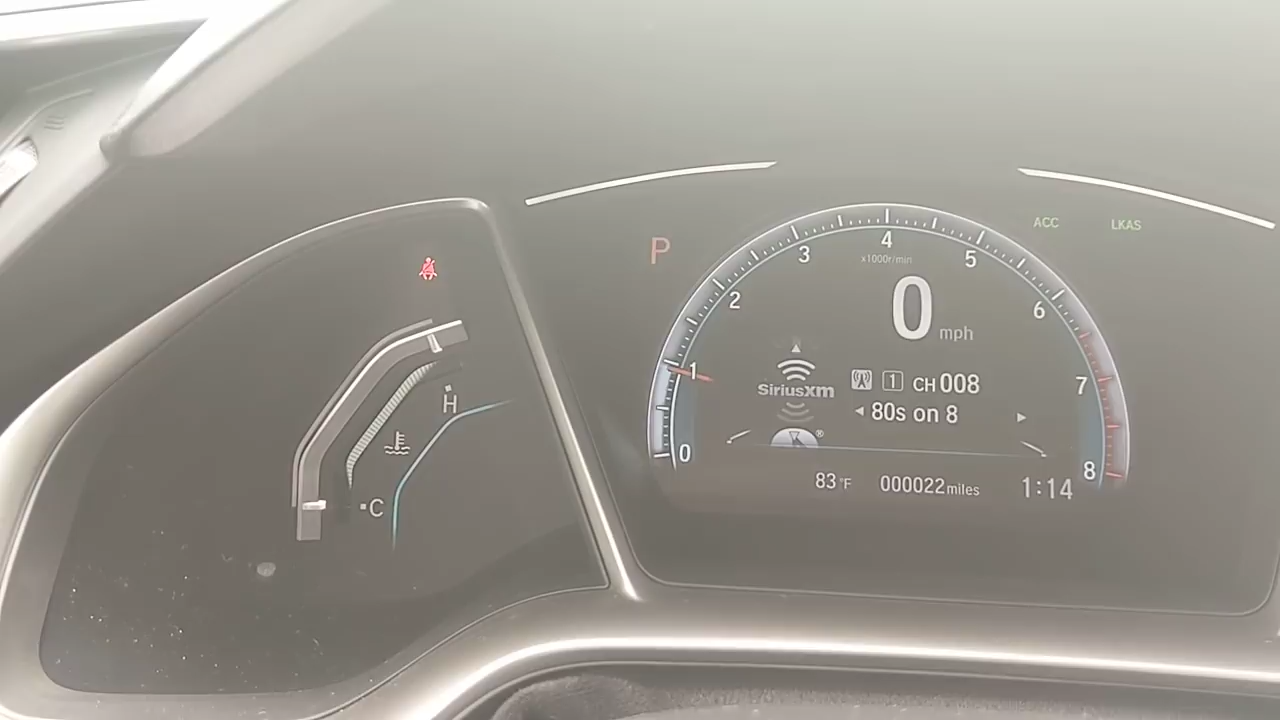 P
ACC LKAS
0 1 2 3 4 5 6 7 8
x1000r/min
0 mph
SiriusXm ®
1 CH 008
80s on 8
83°F 000022 miles 1:14
H
C